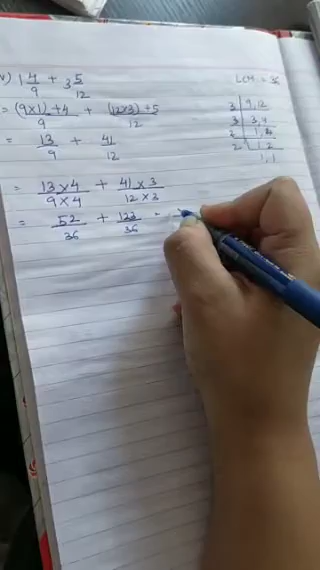 v) 1 4/9 + 3 5/12 LCM = 36
= (9×1)+4/9 + (12×3)+5/12
= 13/9 + 41/12
3 | 9, 12
3 | 3, 4
2 | 1, 4
2 | 1, 2
1, 1
= 13×4/9×4 + 41×3/12×3
= 52/36 + 123/36 =